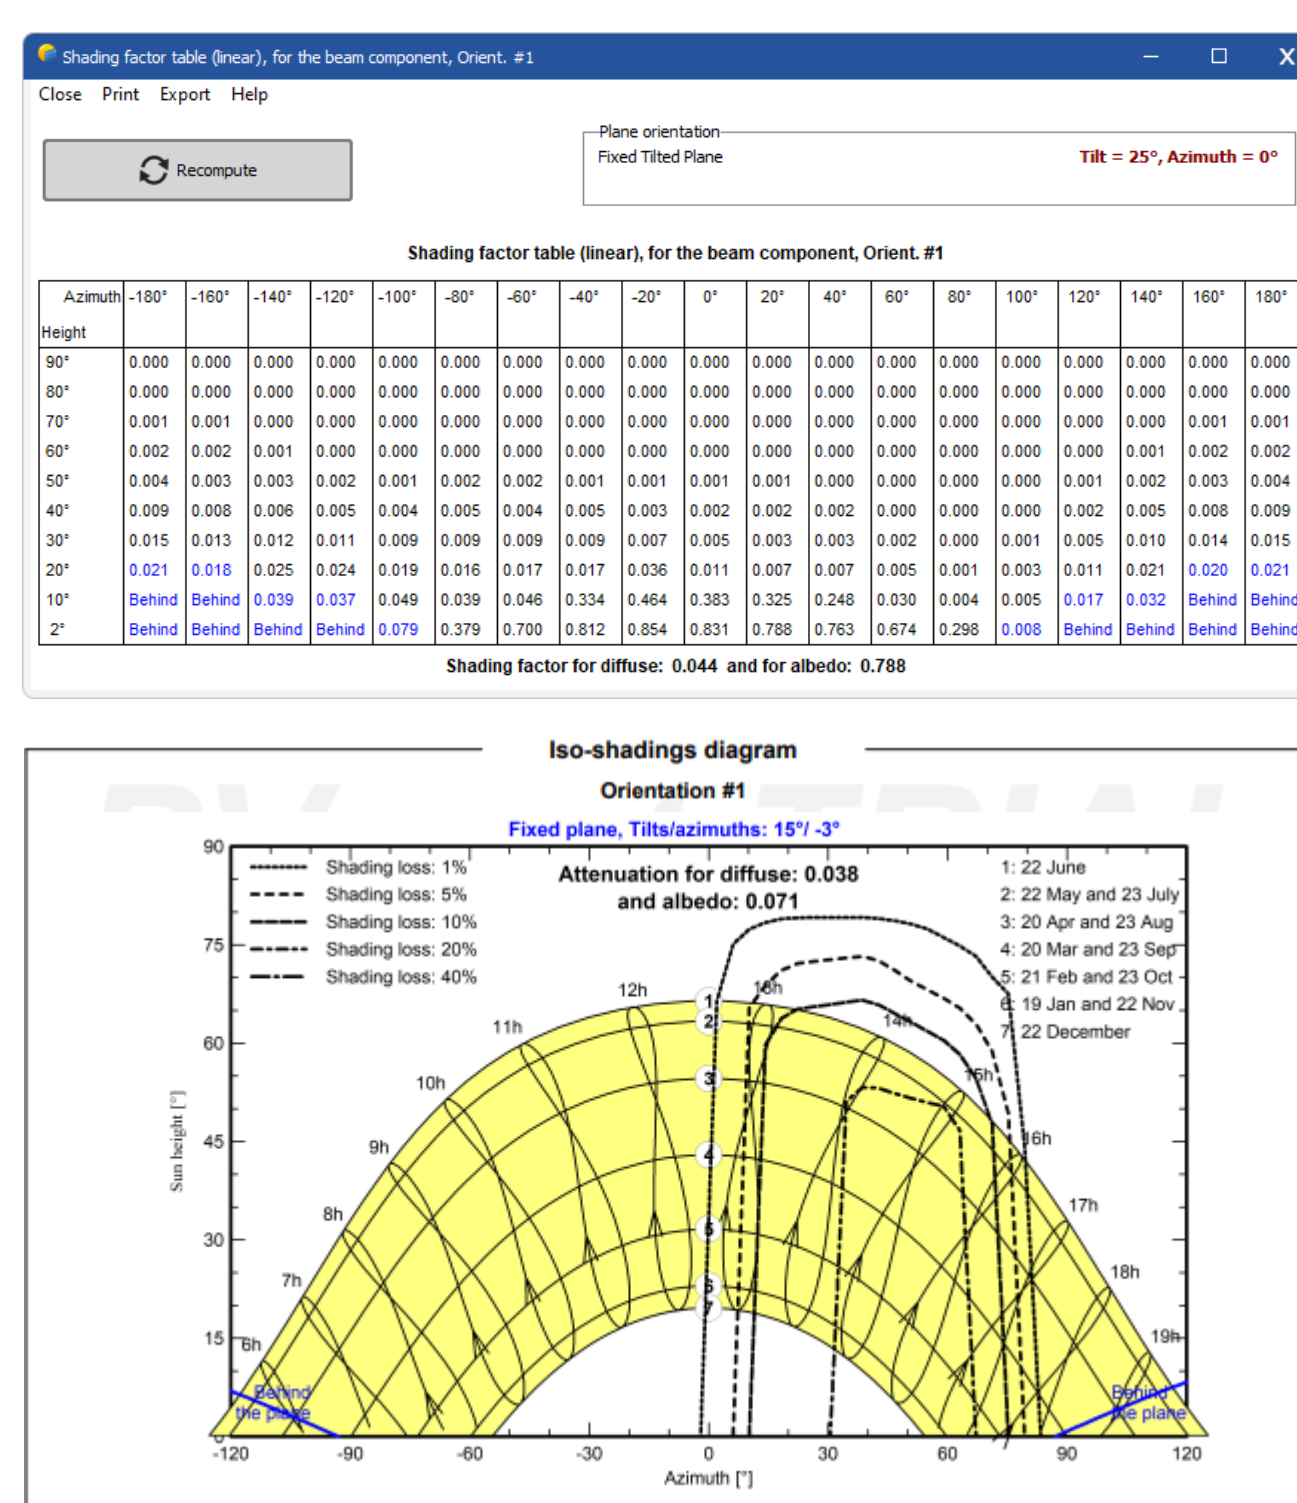 Shading factor table (linear), for the beam component, Orient. #1
Close Print Export Help
Plane orientation
Fixed Tilted Plane Tilt = 25°, Azimuth = 0°
Recompute
Shading factor table (linear), for the beam component, Orient. #1
Azimuth -180° -160° -140° -120° -100° -80° -60° -40° -20° 0° 20° 40° 60° 80° 100° 120° 140° 160° 180°
Height
90° 0.000 0.000 0.000 0.000 0.000 0.000 0.000 0.000 0.000 0.000 0.000 0.000 0.000 0.000 0.000 0.000 0.000 0.000 0.000
80° 0.000 0.000 0.000 0.000 0.000 0.000 0.000 0.000 0.000 0.000 0.000 0.000 0.000 0.000 0.000 0.000 0.000 0.000 0.000
70° 0.001 0.001 0.000 0.000 0.000 0.000 0.000 0.000 0.000 0.000 0.000 0.000 0.000 0.000 0.000 0.000 0.000 0.001 0.001
60° 0.002 0.002 0.001 0.000 0.000 0.000 0.000 0.000 0.000 0.000 0.000 0.000 0.000 0.000 0.000 0.000 0.001 0.002 0.002
50° 0.004 0.003 0.003 0.002 0.001 0.002 0.002 0.001 0.001 0.001 0.001 0.000 0.000 0.000 0.000 0.001 0.002 0.003 0.004
40° 0.009 0.008 0.006 0.005 0.004 0.005 0.004 0.005 0.003 0.002 0.002 0.002 0.000 0.000 0.000 0.002 0.005 0.008 0.009
30° 0.015 0.013 0.012 0.011 0.009 0.009 0.009 0.009 0.007 0.005 0.003 0.003 0.002 0.000 0.001 0.005 0.010 0.014 0.015
20° 0.021 0.018 0.025 0.024 0.019 0.016 0.017 0.017 0.036 0.011 0.007 0.007 0.005 0.001 0.003 0.011 0.021 0.020 0.021
10° Behind Behind 0.039 0.037 0.049 0.039 0.046 0.334 0.464 0.383 0.325 0.248 0.030 0.004 0.005 0.017 0.032 Behind Behind
2° Behind Behind Behind Behind 0.079 0.379 0.700 0.812 0.854 0.831 0.788 0.763 0.674 0.298 0.008 Behind Behind Behind Behind
Shading factor for diffuse: 0.044 and for albedo: 0.788
Iso-shadings diagram
Orientation #1
Fixed plane, Tilts/azimuths: 15°/ -3°
Attenuation for diffuse: 0.038
and albedo: 0.071
Shading loss: 1%
Shading loss: 5%
Shading loss: 10%
Shading loss: 20%
Shading loss: 40%
1: 22 June
2: 22 May and 23 July
3: 20 Apr and 23 Aug
4: 20 Mar and 23 Sep
5: 21 Feb and 23 Oct
6: 19 Jan and 22 Nov
7: 22 December
90
75
60
45
30
15
0
Sun height [°]
6h
7h
8h
9h
10h
11h
12h
13h
14h
15h
16h
17h
18h
19h
1
2
3
4
5
6
7
Behind
the plane
Behind
the plane
-120 -90 -60 -30 0 30 60 90 120
Azimuth [°]